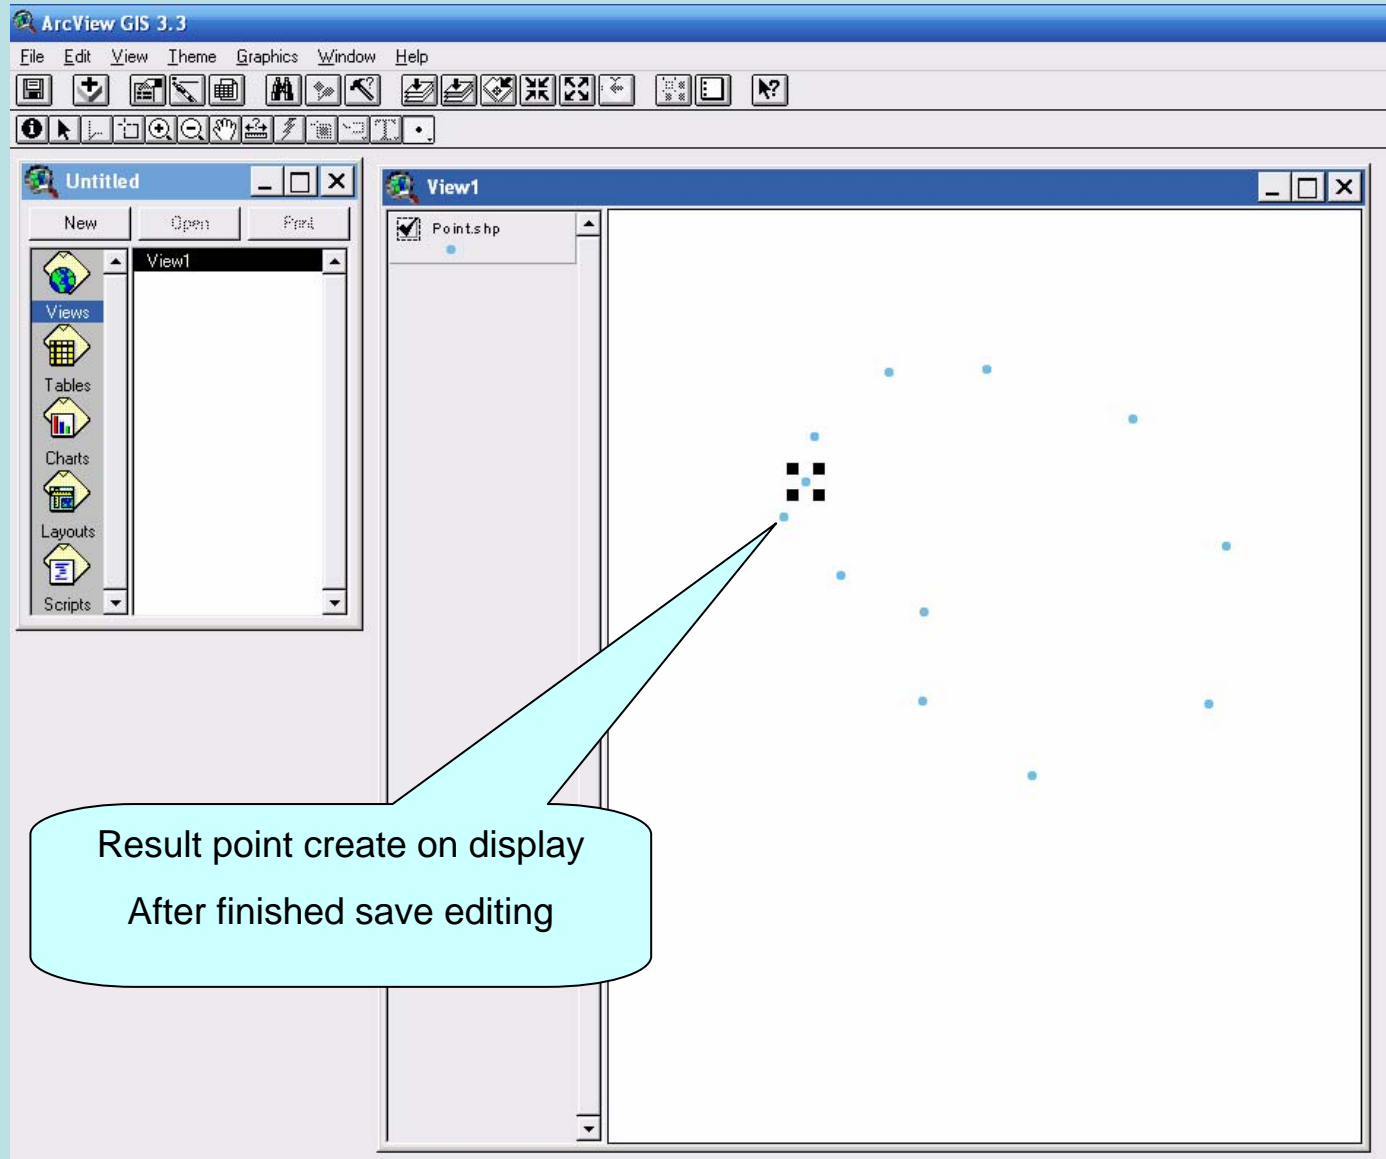 ArcView GIS 3.3
File Edit View Theme Graphics Window Help
Untitled
New Open Print
View1
Views
Tables
Charts
Layouts
Scripts
View1
Point.shp
Result point create on display
After finished save editing